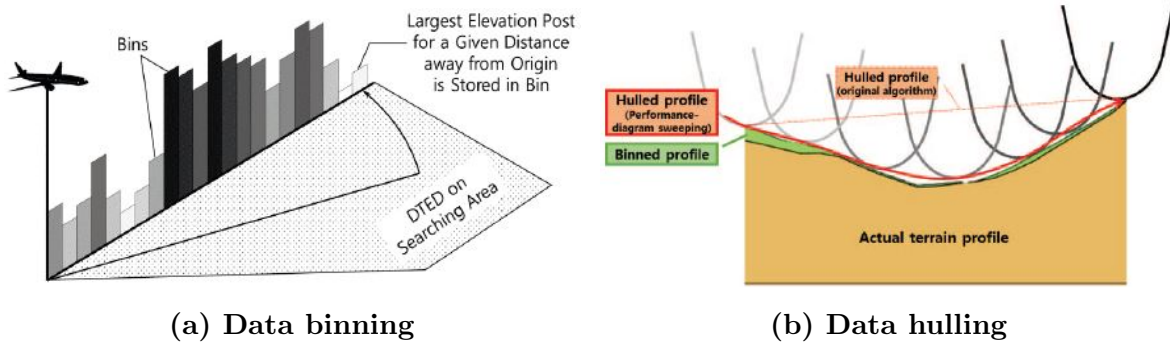 Bins
Largest Elevation Post
for a Given Distance
away from Origin
is Stored in Bin
DTED on
Searching Area
(a) Data binning
Hulled profile
(original algorithm)
Hulled profile
(Performance-
diagram sweeping)
Binned profile
Actual terrain profile
(b) Data hulling